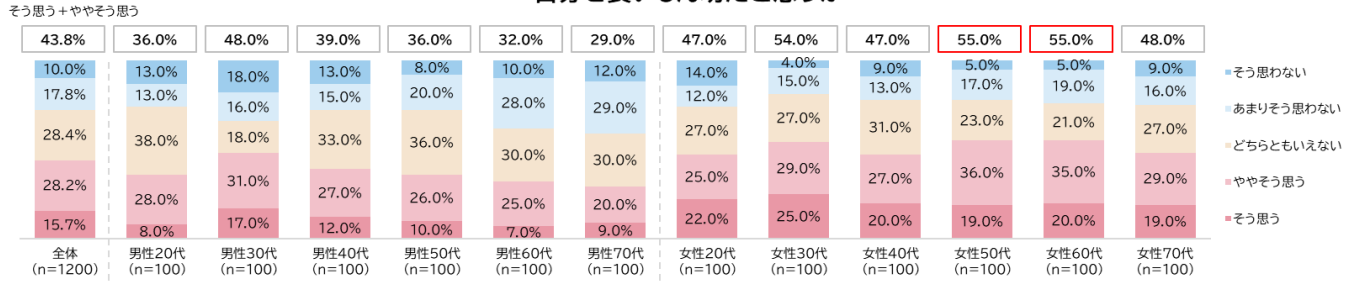 そう思う+ややそう思う
43.8% 36.0% 48.0% 39.0% 36.0% 32.0% 29.0% 47.0% 54.0% 47.0% 55.0% 55.0% 48.0%
10.0% 13.0% 18.0% 13.0% 8.0% 10.0% 12.0% 14.0% 4.0% 9.0% 5.0% 5.0% 9.0%
17.8% 13.0% 16.0% 15.0% 20.0% 28.0% 29.0% 12.0% 15.0% 13.0% 17.0% 19.0% 16.0%
28.4% 38.0% 18.0% 33.0% 36.0% 30.0% 30.0% 27.0% 27.0% 31.0% 23.0% 21.0% 27.0%
28.2% 28.0% 31.0% 27.0% 26.0% 25.0% 20.0% 25.0% 29.0% 27.0% 36.0% 35.0% 29.0%
15.7% 8.0% 17.0% 12.0% 10.0% 7.0% 9.0% 22.0% 25.0% 20.0% 19.0% 20.0% 19.0%
全体 男性20代 男性30代 男性40代 男性50代 男性60代 男性70代 女性20代 女性30代 女性40代 女性50代 女性60代 女性70代
(n=1200) (n=100) (n=100) (n=100) (n=100) (n=100) (n=100) (n=100) (n=100) (n=100) (n=100) (n=100) (n=100)
そう思わない
あまりそう思わない
どちらともいえない
ややそう思う
そう思う